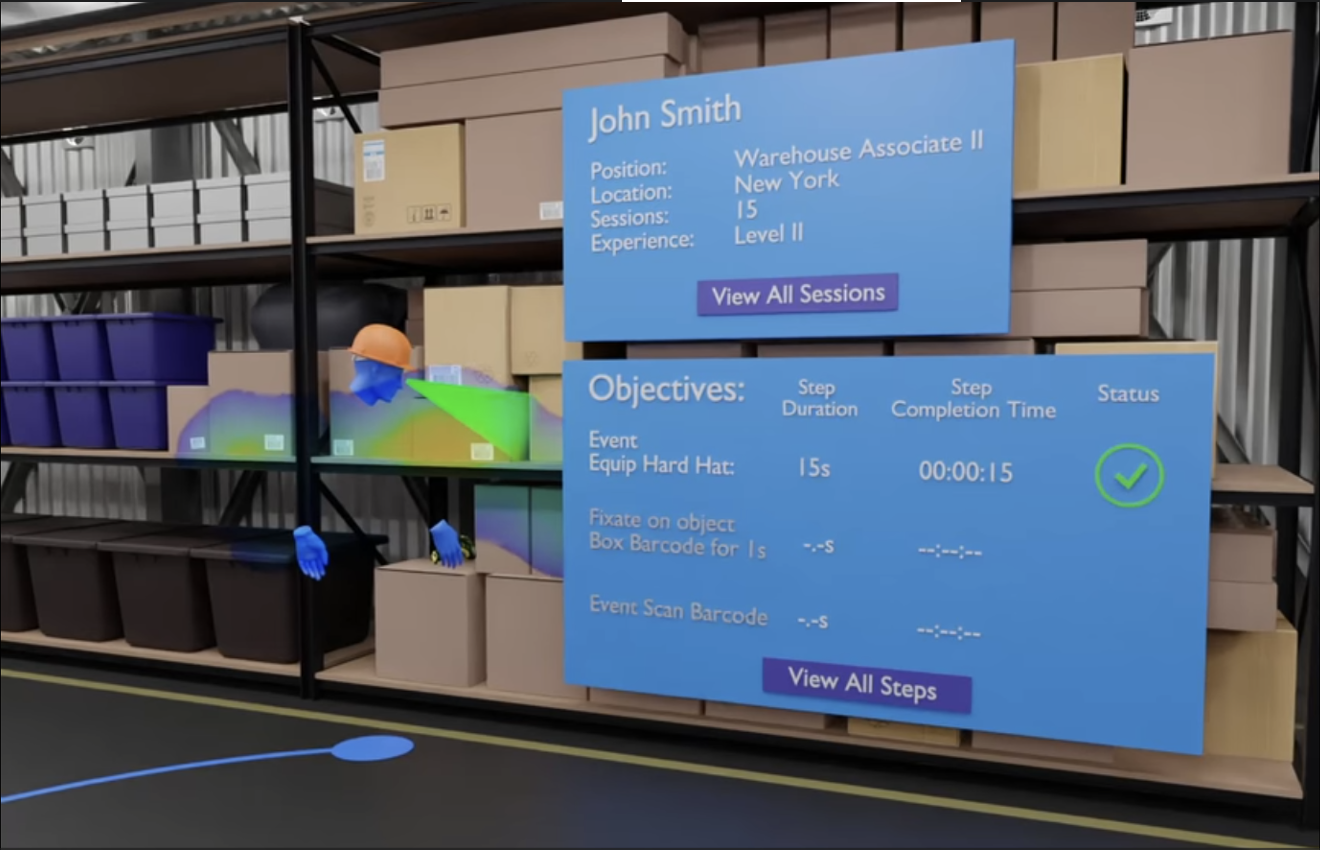 John Smith
Position: Warehouse Associate II
Location: New York
Sessions: 15
Experience: Level II
View All Sessions
Objectives: Step Duration Step Completion Time Status
Event
Equip Hard Hat: 15s 00:00:15
Fixate on object
Box Barcode for 1s -.-s --:--:--
Event Scan Barcode -.-s --:--:--
View All Steps